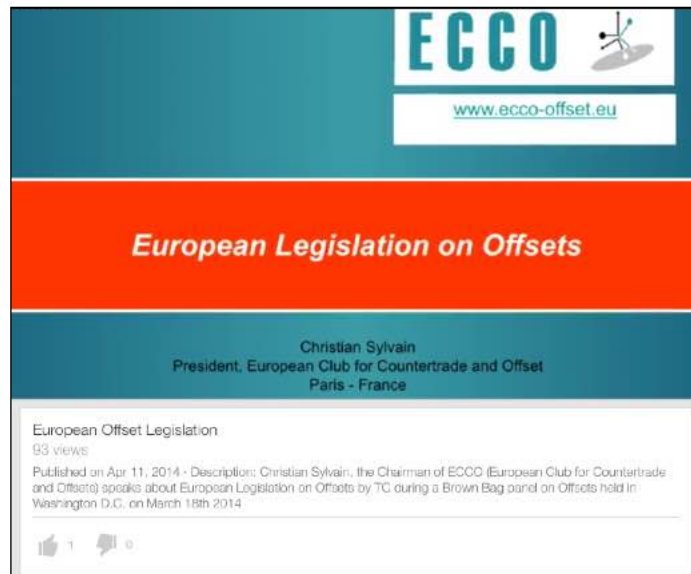 ECCO
www.ecco-offset.eu
European Legislation on Offsets
Christian Sylvain
President, European Club for Countertrade and Offset
Paris - France
European Offset Legislation
93 views
Published on Apr 11, 2014 - Description: Christian Sylvain, the Chairman of ECCC (European Club for Countertrade
and Offsets) speaks about European Legislation on Offsets by TC during a Brown Bag panel on Offsets held in
Washington D.C. on March 18th 2014
1
0